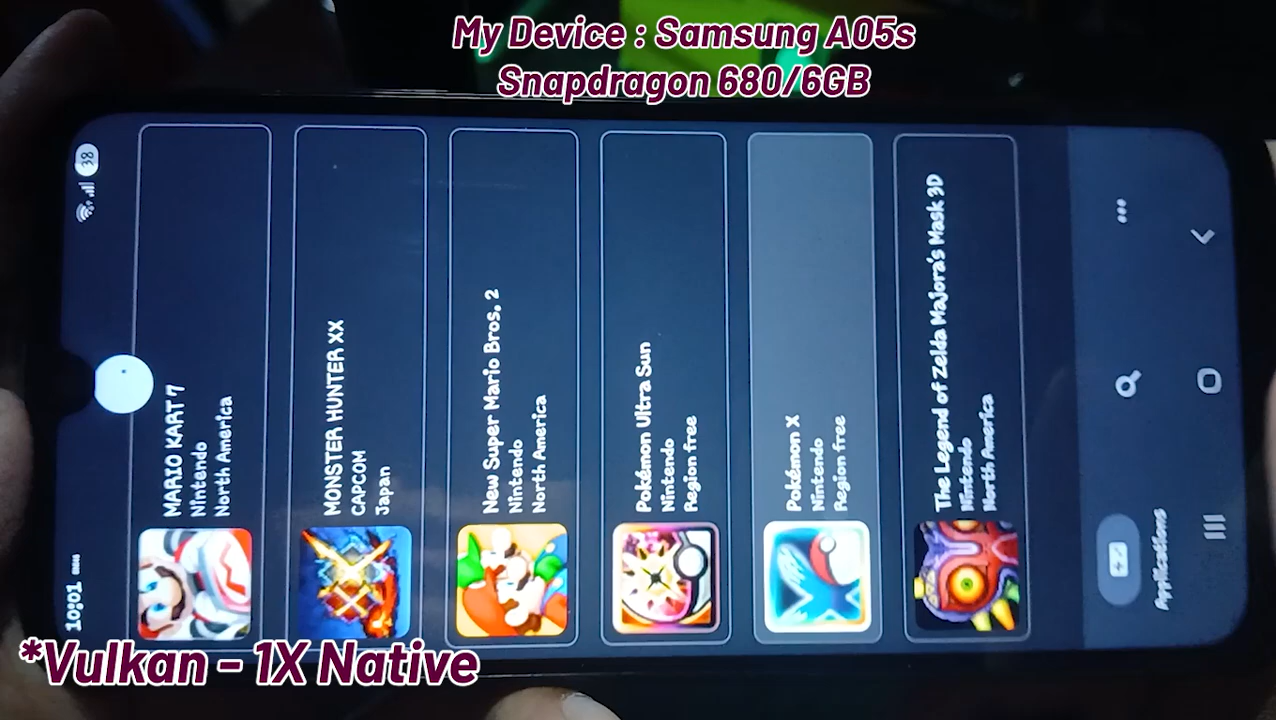 My Device : Samsung A05s
Snapdragon 680/6GB
10:01
38
MARIO KART 7
Nintendo
North America
MONSTER HUNTER XX
CAPCOM
Japan
New Super Mario Bros. 2
Nintendo
North America
Pokémon Ultra Sun
Nintendo
Region free
Pokémon X
Nintendo
Region free
The Legend of Zelda Majora's Mask 3D
Nintendo
North America
Applications
*Vulkan - 1X Native